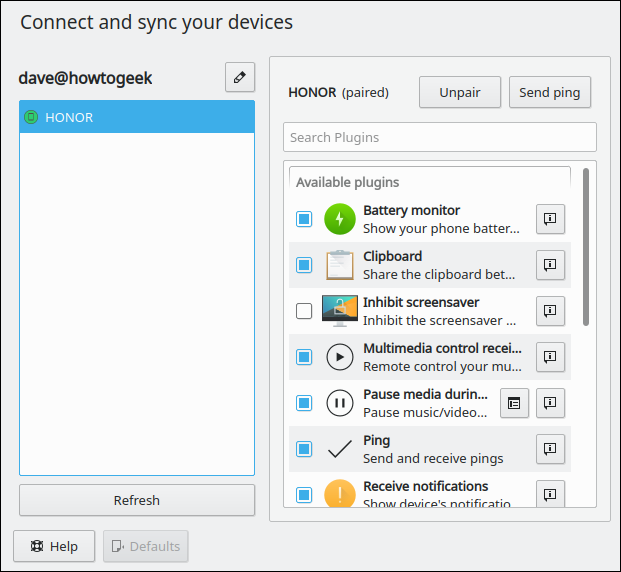 Connect and sync your devices
dave@howtogeek
HONOR
HONOR (paired)
Unpair
Send ping
Search Plugins
Available plugins
Battery monitor
Show your phone batter...
Clipboard
Share the clipboard bet...
Inhibit screensaver
Inhibit the screensaver ...
Multimedia control recei...
Remote control your mu...
Pause media durin...
Pause music/video...
Ping
Send and receive pings
Receive notifications
Show device's notificatio...
Refresh
Help
Defaults